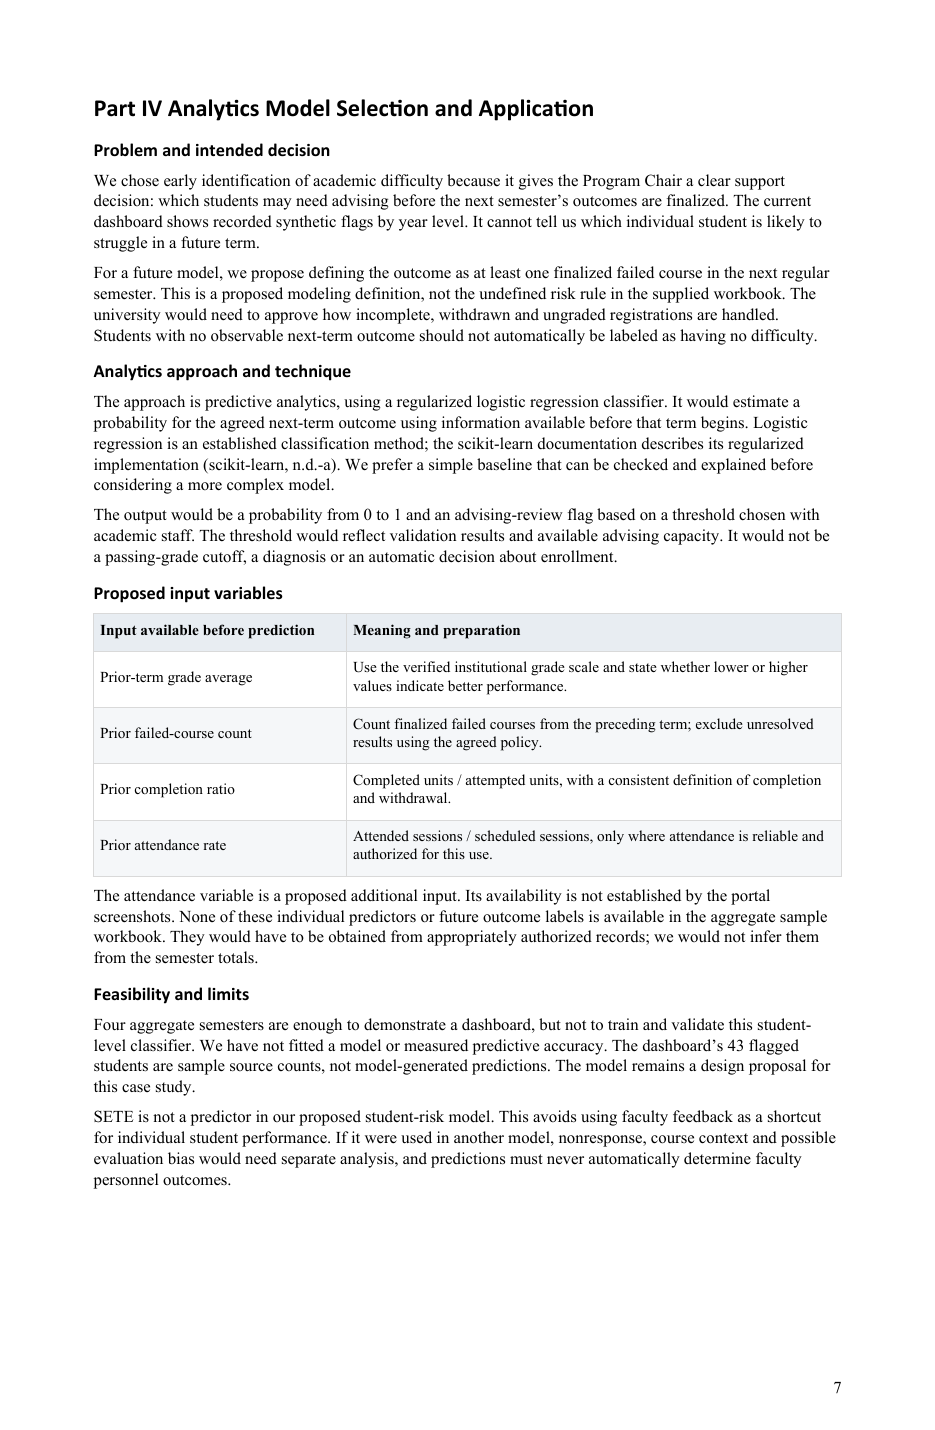 Part IV Analytics Model Selection and Application
Problem and intended decision
We chose early identification of academic difficulty because it gives the Program Chair a clear support
decision: which students may need advising before the next semester’s outcomes are finalized. The current
dashboard shows recorded synthetic flags by year level. It cannot tell us which individual student is likely to
struggle in a future term.
For a future model, we propose defining the outcome as at least one finalized failed course in the next regular
semester. This is a proposed modeling definition, not the undefined risk rule in the supplied workbook. The
university would need to approve how incomplete, withdrawn and ungraded registrations are handled.
Students with no observable next-term outcome should not automatically be labeled as having no difficulty.
Analytics approach and technique
The approach is predictive analytics, using a regularized logistic regression classifier. It would estimate a
probability for the agreed next-term outcome using information available before that term begins. Logistic
regression is an established classification method; the scikit-learn documentation describes its regularized
implementation (scikit-learn, n.d.-a). We prefer a simple baseline that can be checked and explained before
considering a more complex model.
The output would be a probability from 0 to 1 and an advising-review flag based on a threshold chosen with
academic staff. The threshold would reflect validation results and available advising capacity. It would not be
a passing-grade cutoff, a diagnosis or an automatic decision about enrollment.
Proposed input variables
Input available before prediction
Meaning and preparation
Prior-term grade average
Use the verified institutional grade scale and state whether lower or higher
values indicate better performance.
Prior failed-course count
Count finalized failed courses from the preceding term; exclude unresolved
results using the agreed policy.
Prior completion ratio
Completed units / attempted units, with a consistent definition of completion
and withdrawal.
Prior attendance rate
Attended sessions / scheduled sessions, only where attendance is reliable and
authorized for this use.
The attendance variable is a proposed additional input. Its availability is not established by the portal
screenshots. None of these individual predictors or future outcome labels is available in the aggregate sample
workbook. They would have to be obtained from appropriately authorized records; we would not infer them
from the semester totals.
Feasibility and limits
Four aggregate semesters are enough to demonstrate a dashboard, but not to train and validate this student-
level classifier. We have not fitted a model or measured predictive accuracy. The dashboard’s 43 flagged
students are sample source counts, not model-generated predictions. The model remains a design proposal for
this case study.
SETE is not a predictor in our proposed student-risk model. This avoids using faculty feedback as a shortcut
for individual student performance. If it were used in another model, nonresponse, course context and possible
evaluation bias would need separate analysis, and predictions must never automatically determine faculty
personnel outcomes.
7